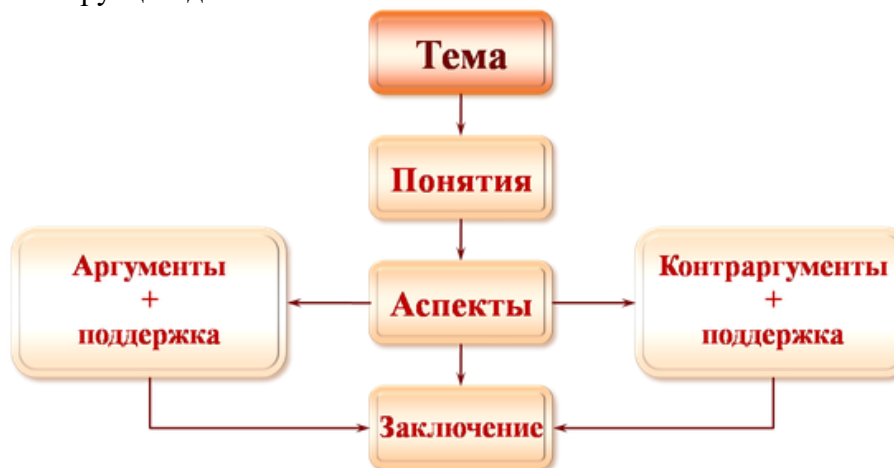 Тема
Понятия
Аргументы
+
поддержка
Аспекты
Контраргументы
+
поддержка
Заключение